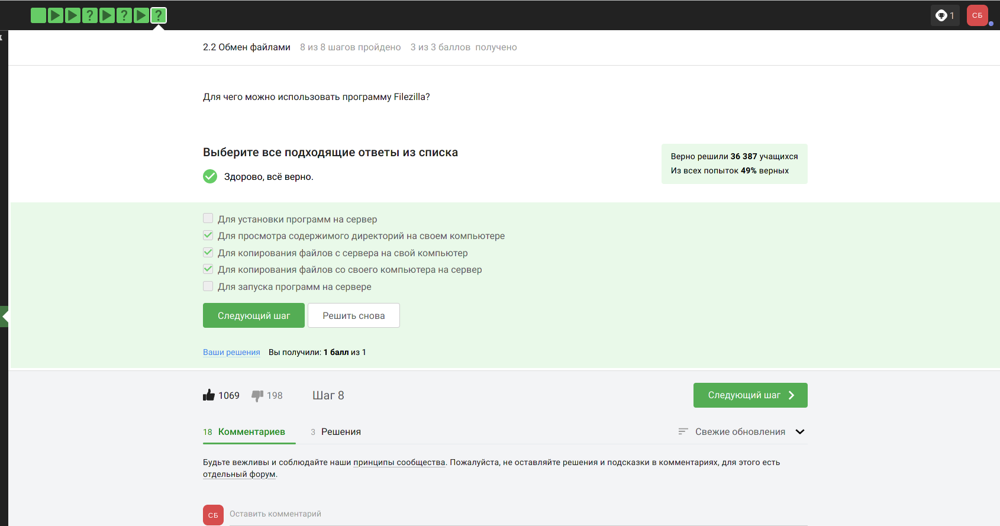 ? ? ?
1 СБ
2.2 Обмен файлами 8 из 8 шагов пройдено 3 из 3 баллов получено
Для чего можно использовать программу Filezilla?
Выберите все подходящие ответы из списка
Здорово, всё верно.
Верно решили 36 387 учащихся
Из всех попыток 49% верных
Для установки программ на сервер
Для просмотра содержимого директорий на своем компьютере
Для копирования файлов с сервера на свой компьютер
Для копирования файлов со своего компьютера на сервер
Для запуска программ на сервере
Следующий шаг Решить снова
Ваши решения Вы получили: 1 балл из 1
1069 198 Шаг 8 Следующий шаг
18 Комментариев 3 Решения Свежие обновления
Будьте вежливы и соблюдайте наши принципы сообщества. Пожалуйста, не оставляйте решения и подсказки в комментариях, для этого есть
отдельный форум.
СБ Оставить комментарий